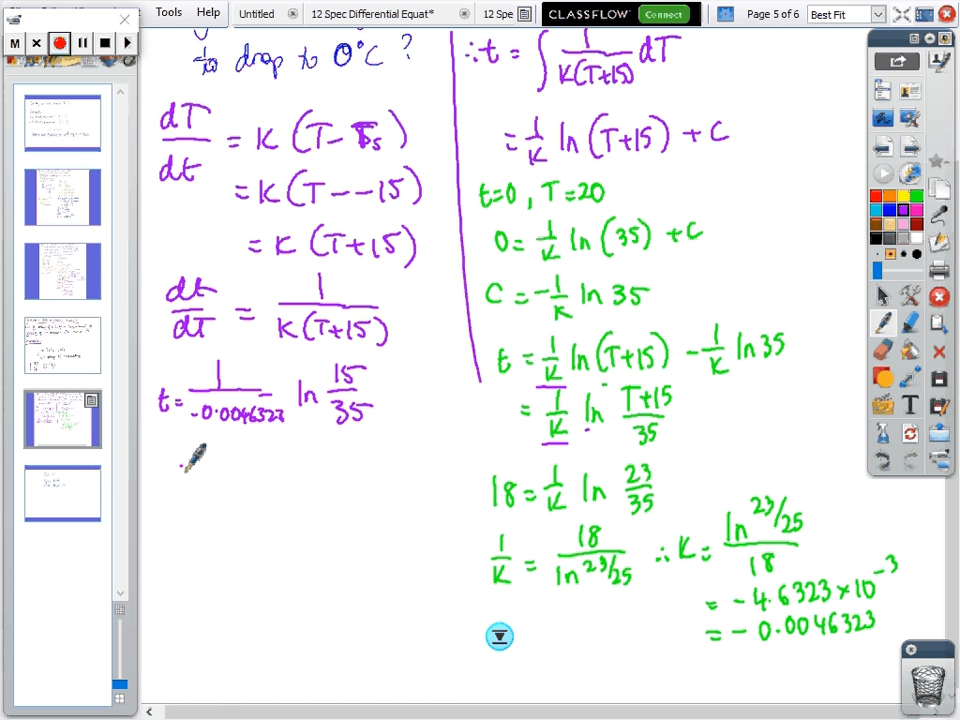 Tools Help Untitled 12 Spec Differential Equat* 12 Spe CLASSFLOW Connect Page 5 of 6 Best Fit
M
to drop to 0°C ?
dT/dt = K (T - Ts)
= K (T - - 15)
= K (T+15)
dt/dT = 1/K(T+15)
t = 1/-0.0046323 ln 15/35
∴ t = ∫ 1/K(T+15) dT
= 1/K ln (T+15) + C
t=0 , T=20
0 = 1/K ln (35) + C
C = -1/K ln 35
t = 1/K ln (T+15) - 1/K ln 35
= 1/K ln T+15/35
18 = 1/K ln 23/35
1/K = 18/ln 23/25 ∴ K = ln 23/25/18
= - 4.6323 × 10^-3
= - 0.0046323
T